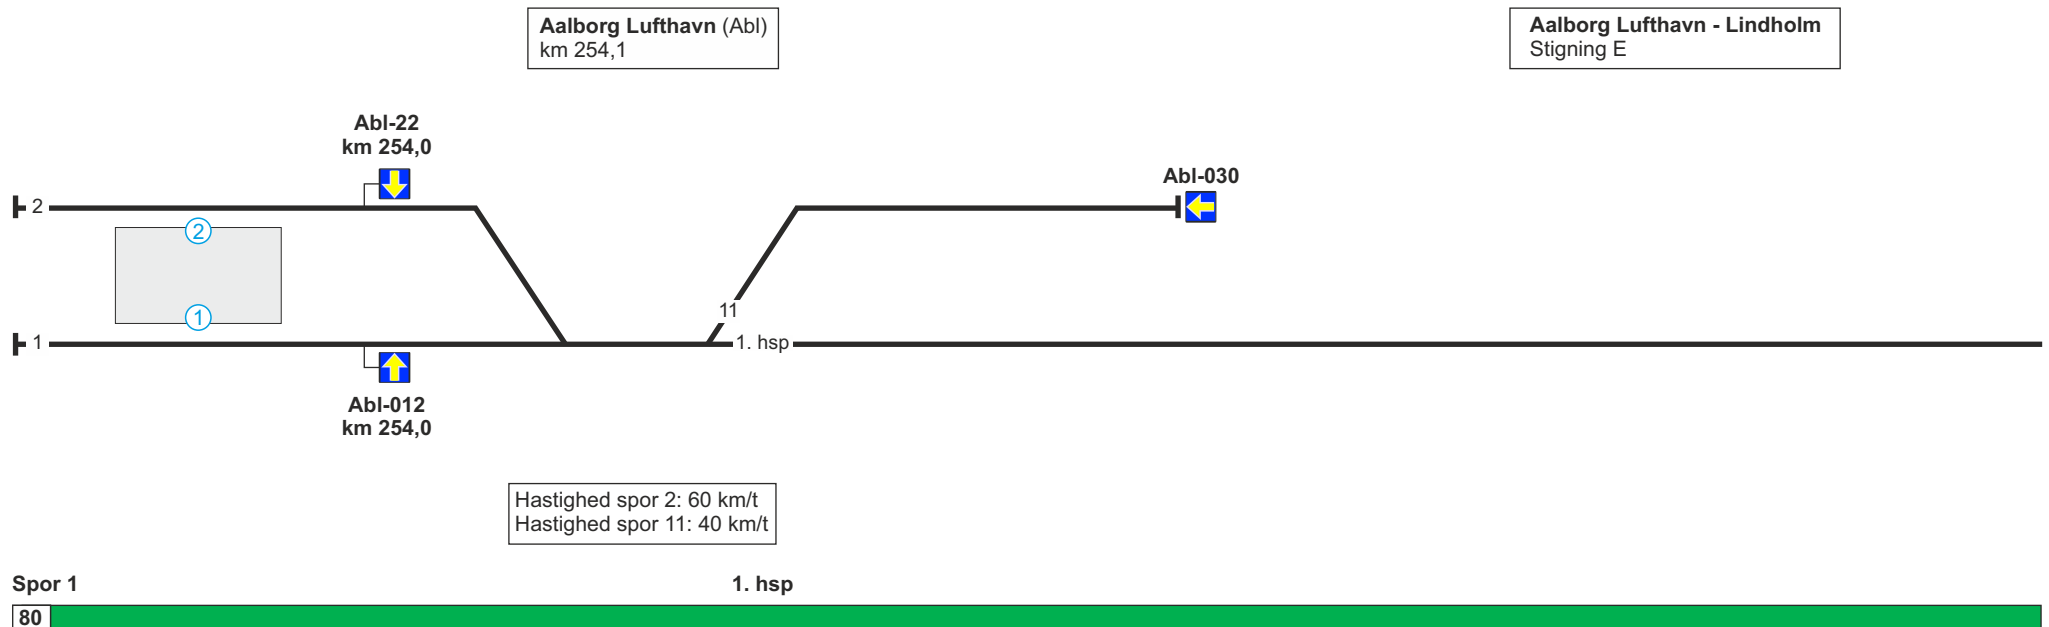 Aalborg Lufthavn (Abl)
km 254,1
Aalborg Lufthavn - Lindholm
Stigning E
Abl-22
km 254,0
Abl-030
2
2
1
11
1
1. hsp
Abl-012
km 254,0
Hastighed spor 2: 60 km/t
Hastighed spor 11: 40 km/t
Spor 1
1. hsp
80